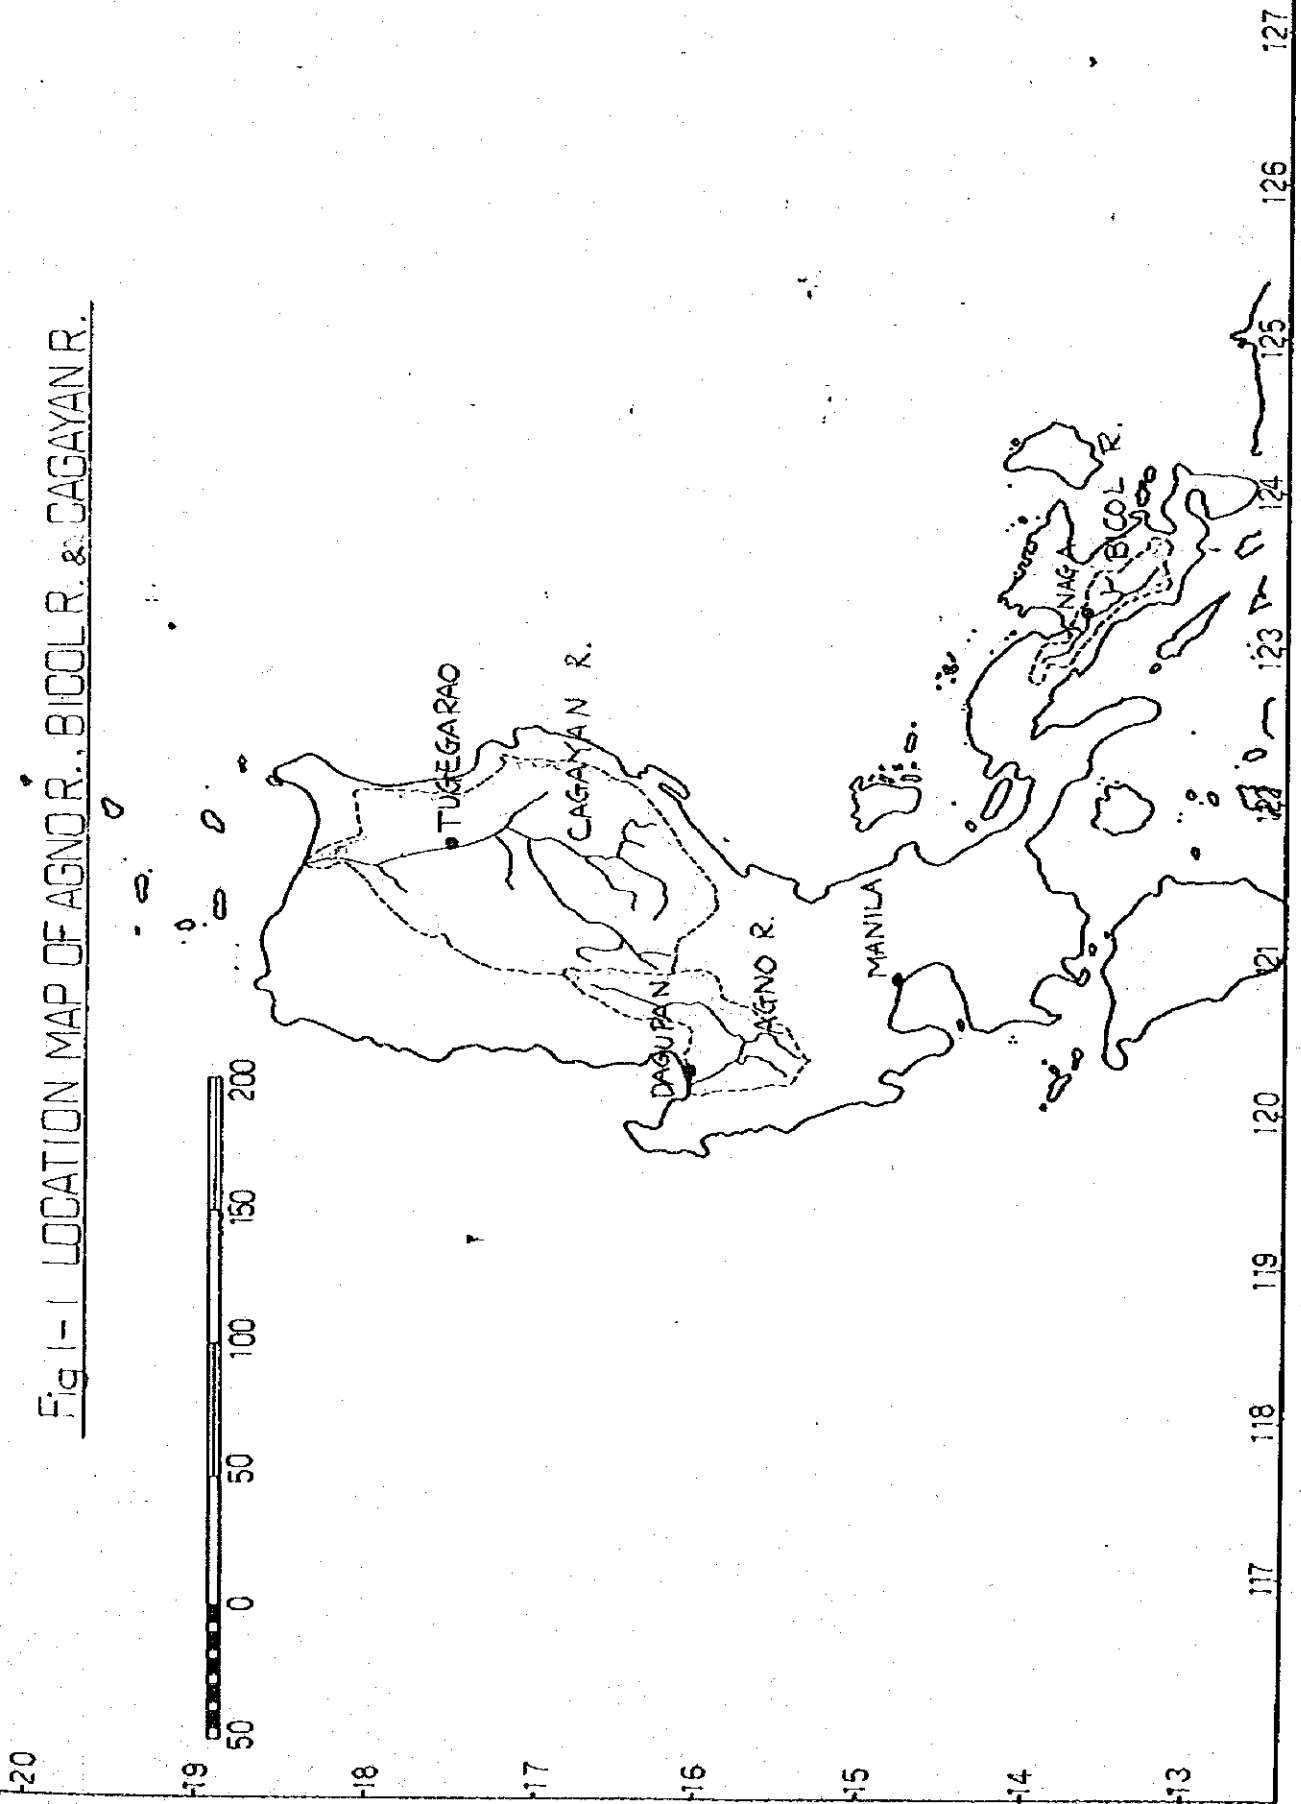 Fig 1-1 LOCATION MAP OF AGNO R., BICOL R. & CAGAYAN R.
50 0 50 100 150 200
20
19
18
17
16
15
14
13
TUGEGARAO
CAGAYAN R.
DAGUPAN
AGNO R.
MANILA
NAGA
BICOL R.
117 118 119 120 121 122 123 124 125 126 127